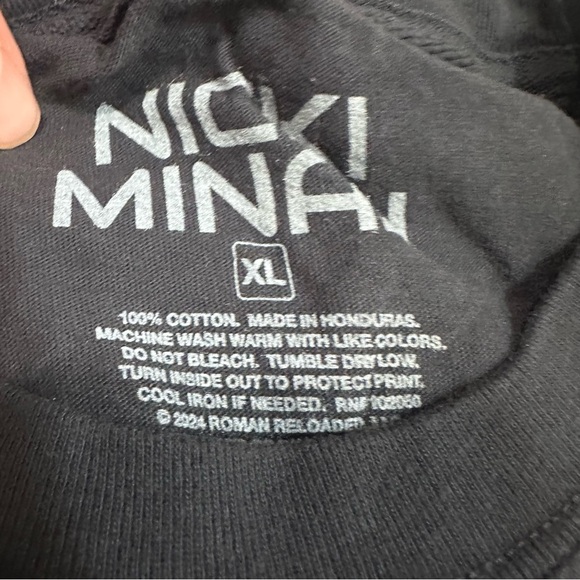 NICKI
MINAJ
XL
100% COTTON. MADE IN HONDURAS.
MACHINE WASH WARM WITH LIKE COLORS.
DO NOT BLEACH. TUMBLE DRY LOW.
TURN INSIDE OUT TO PROTECT PRINT.
COOL IRON IF NEEDED. RN# 102050
© 2024 ROMAN RELOADED